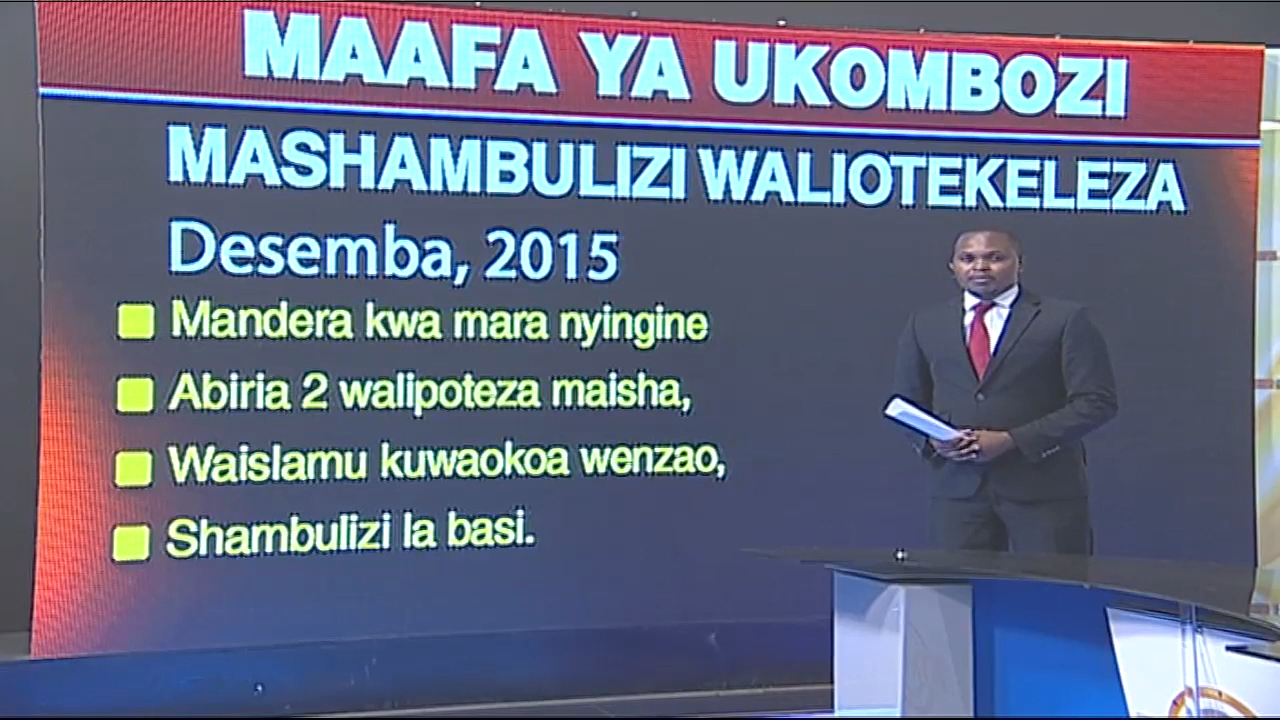 MAAFA YA UKOMBOZI
MASHAMBULIZI WALIOTEKELEZA
Desemba, 2015
Mandera kwa mara nyingine
Abiria 2 walipoteza maisha,
Waislamu kuwaokoa wenzao,
Shambulizi la basi.